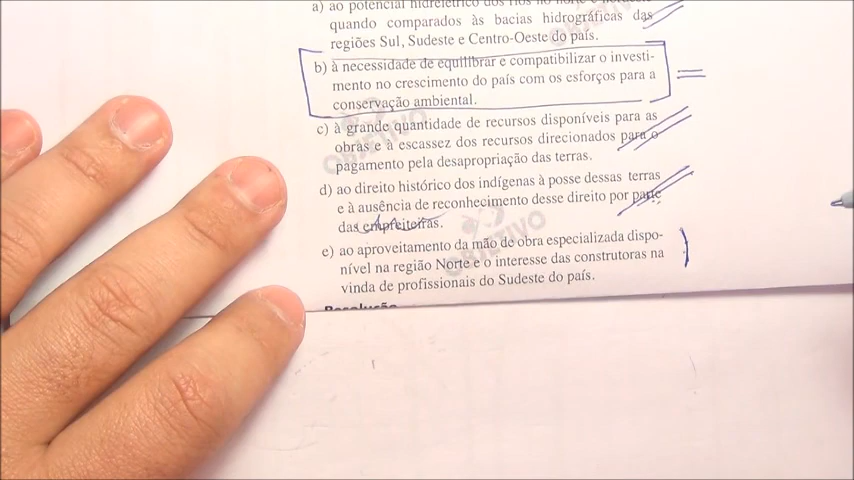 a) ao potencial hidrelétrico dos rios no norte e nordeste
quando comparados às bacias hidrográficas das
regiões Sul, Sudeste e Centro-Oeste do país.
b) à necessidade de equilibrar e compatibilizar o investi-
mento no crescimento do país com os esforços para a
conservação ambiental.
c) à grande quantidade de recursos disponíveis para as
obras e à escassez dos recursos direcionados para o
pagamento pela desapropriação das terras.
d) ao direito histórico dos indígenas à posse dessas terras
e à ausência de reconhecimento desse direito por parte
das empreiteiras.
e) ao aproveitamento da mão de obra especializada dispo-
nível na região Norte e o interesse das construtoras na
vinda de profissionais do Sudeste do país.
Resolução
OBJETIVO
OBJETIVO